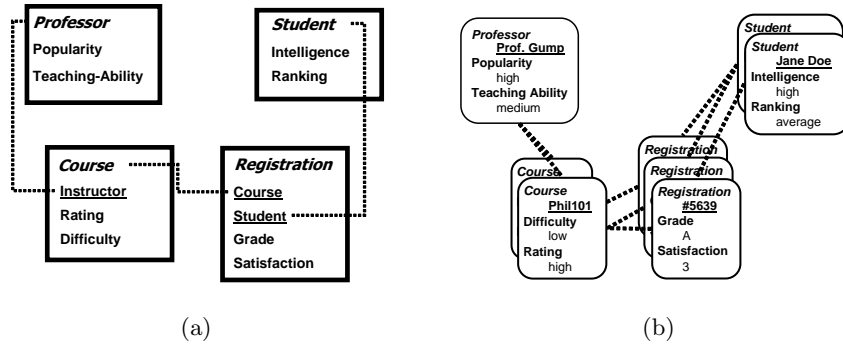 Professor
Popularity
Teaching-Ability
Student
Intelligence
Ranking
Course
Instructor
Rating
Difficulty
Registration
Course
Student
Grade
Satisfaction
(a)
Professor
Prof. Gump
Popularity
high
Teaching Ability
medium
Student
Student
Jane Doe
Intelligence
high
Ranking
average
Course
Course
Phil101
Difficulty
low
Rating
high
Registration
Registration
Registration
#5639
Grade
A
Satisfaction
3
(b)